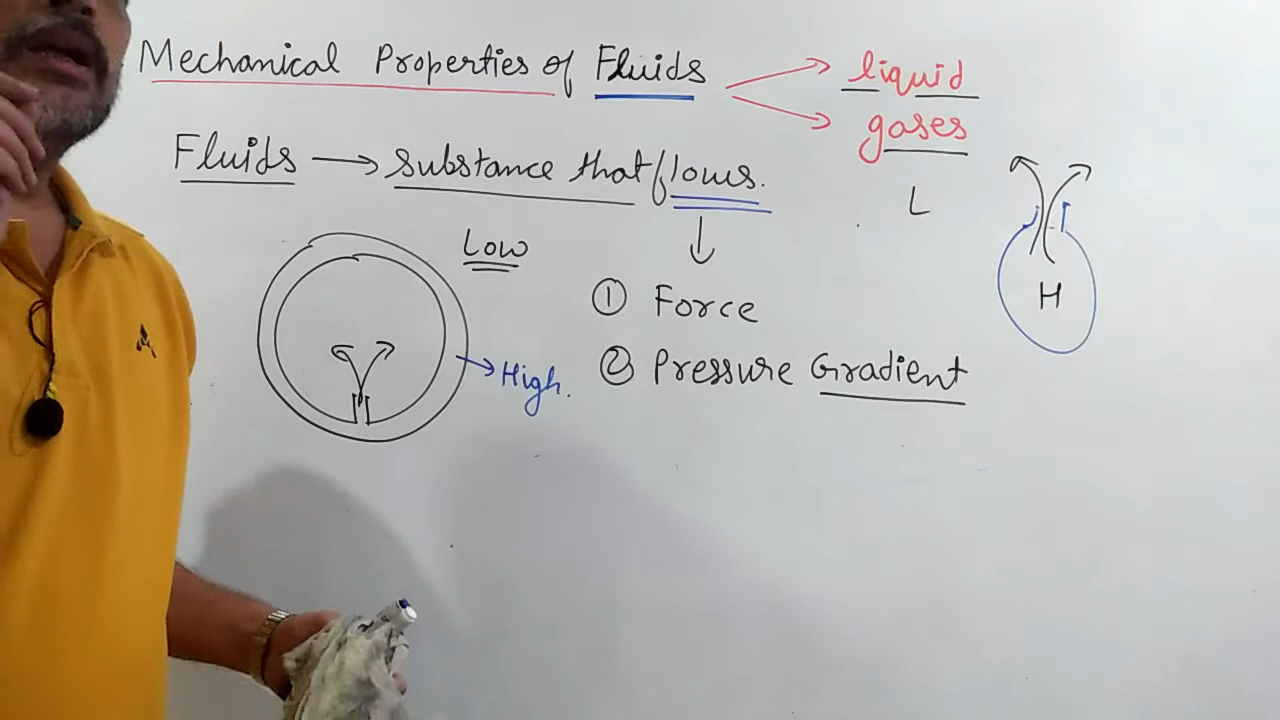 Mechanical Properties of Fluids
liquid
gases
Fluids → substance that flows.
L
Low
H
① Force
② Pressure Gradient
High.